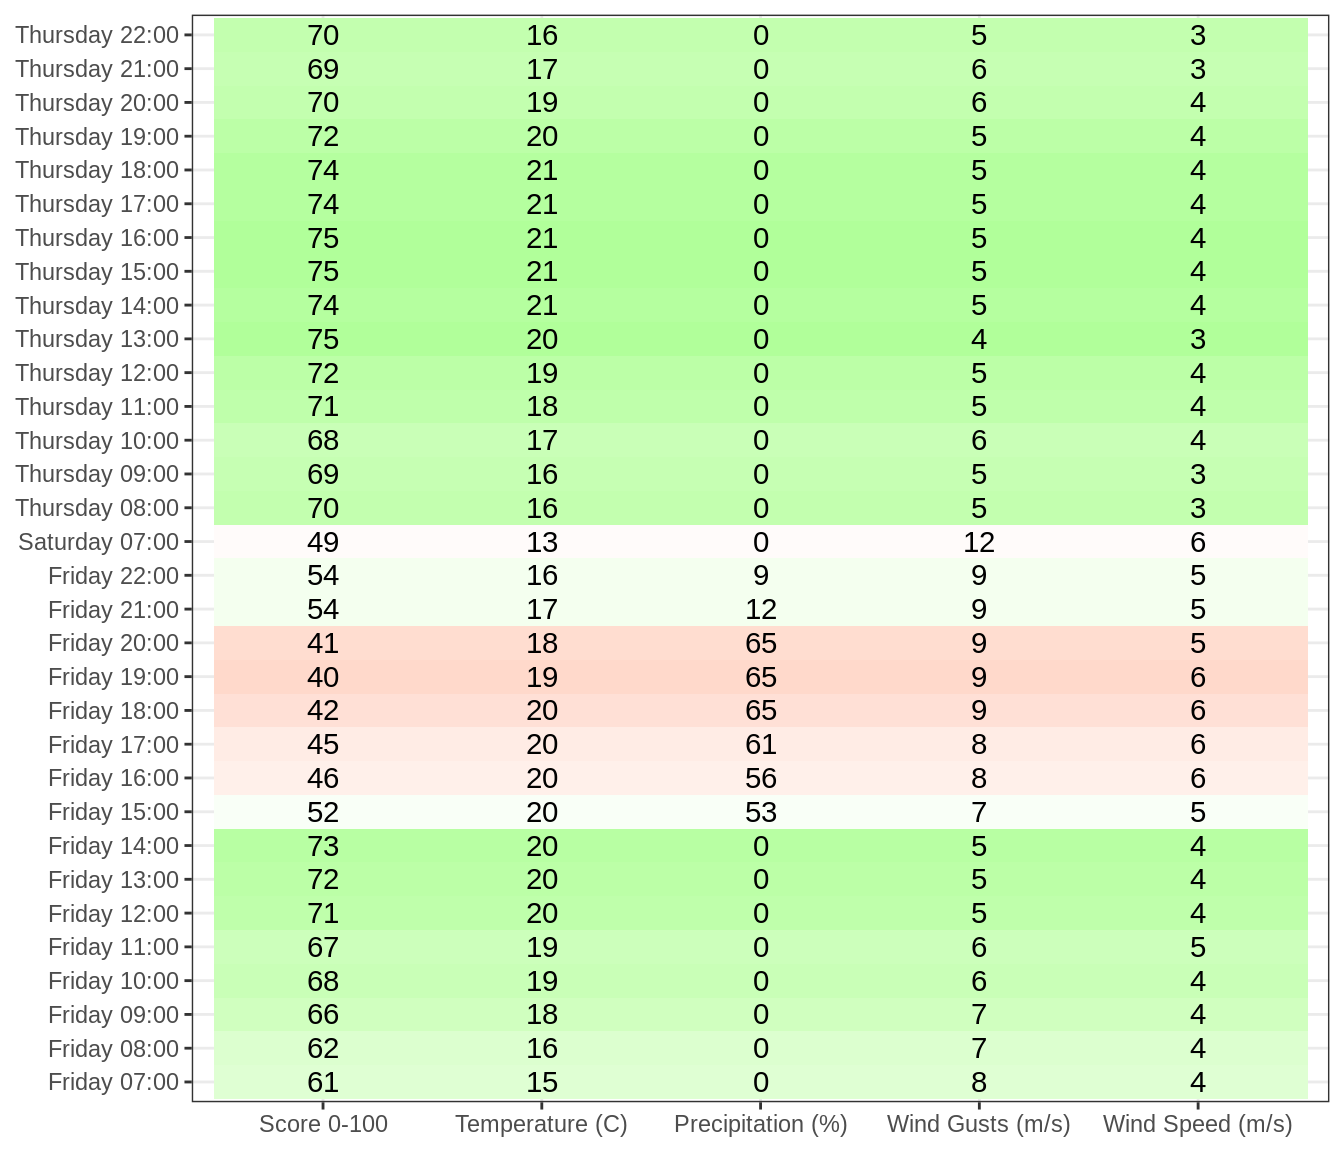 Thursday 22:00 70 16 0 5 3
Thursday 21:00 69 17 0 6 3
Thursday 20:00 70 19 0 6 4
Thursday 19:00 72 20 0 5 4
Thursday 18:00 74 21 0 5 4
Thursday 17:00 74 21 0 5 4
Thursday 16:00 75 21 0 5 4
Thursday 15:00 75 21 0 5 4
Thursday 14:00 74 21 0 5 4
Thursday 13:00 75 20 0 4 3
Thursday 12:00 72 19 0 5 4
Thursday 11:00 71 18 0 5 4
Thursday 10:00 68 17 0 6 4
Thursday 09:00 69 16 0 5 3
Thursday 08:00 70 16 0 5 3
Saturday 07:00 49 13 0 12 6
Friday 22:00 54 16 9 9 5
Friday 21:00 54 17 12 9 5
Friday 20:00 41 18 65 9 5
Friday 19:00 40 19 65 9 6
Friday 18:00 42 20 65 9 6
Friday 17:00 45 20 61 8 6
Friday 16:00 46 20 56 8 6
Friday 15:00 52 20 53 7 5
Friday 14:00 73 20 0 5 4
Friday 13:00 72 20 0 5 4
Friday 12:00 71 20 0 5 4
Friday 11:00 67 19 0 6 5
Friday 10:00 68 19 0 6 4
Friday 09:00 66 18 0 7 4
Friday 08:00 62 16 0 7 4
Friday 07:00 61 15 0 8 4
Score 0-100 Temperature (C) Precipitation (%) Wind Gusts (m/s) Wind Speed (m/s)